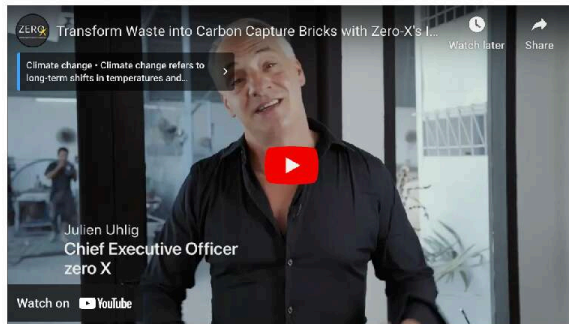 ZERO
X
Transform Waste into Carbon Capture Bricks with Zero-X's I...
Watch later
Share
Climate change • Climate change refers to
long-term shifts in temperatures and...
Julien Uhlig
Chief Executive Officer
zero X
Watch on YouTube